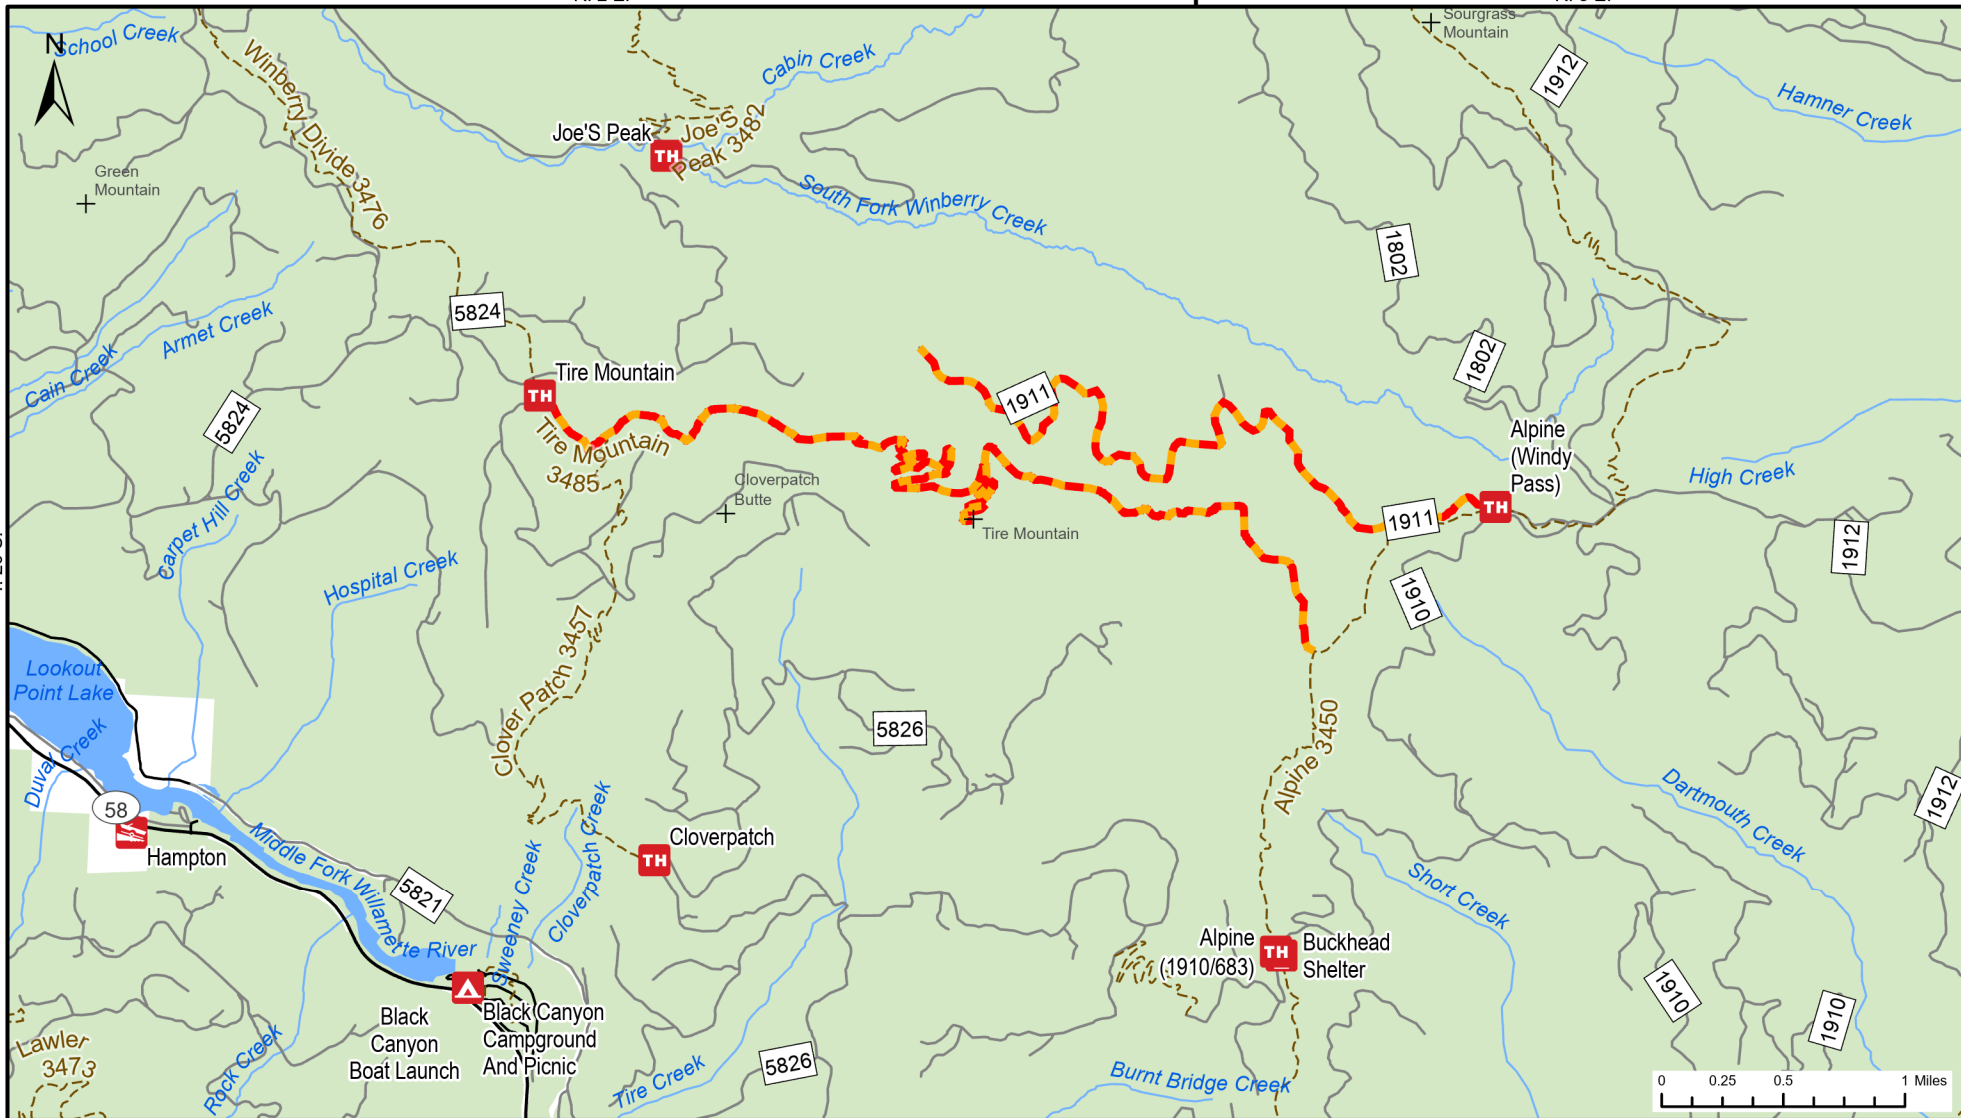 N
School Creek
Winberry Divide 3476
Green
Mountain
Joe'S Peak
TH
Joe'S
Peak 3482
Cabin Creek
South Fork Winberry Creek
Sourgrass
Mountain
1912
Hamner Creek
1802
1802
5824
Armet Creek
Cain Creek
5824
TH
Tire Mountain
Tire Mountain
3485
1911
Cloverpatch
Butte
Tire Mountain
1911
Alpine
(Windy
Pass)
TH
High Creek
1912
1910
Carpet Hill Creek
Hospital Creek
Clover Patch 3457
Lookout
Point Lake
Duval Creek
58
Hampton
Middle Fork Willamette River
5821
5826
Alpine 3450
Dartmouth Creek
1912
Sweeney Creek
Cloverpatch Creek
TH
Cloverpatch
Short Creek
Alpine
(1910/683)
TH
Buckhead
Shelter
1910
1910
Black
Canyon
Boat Launch
Black Canyon
Campground
And Picnic
Lawler
3473
Rock Creek
Tire Creek
5826
Burnt Bridge Creek
0 0.25 0.5 1 Miles